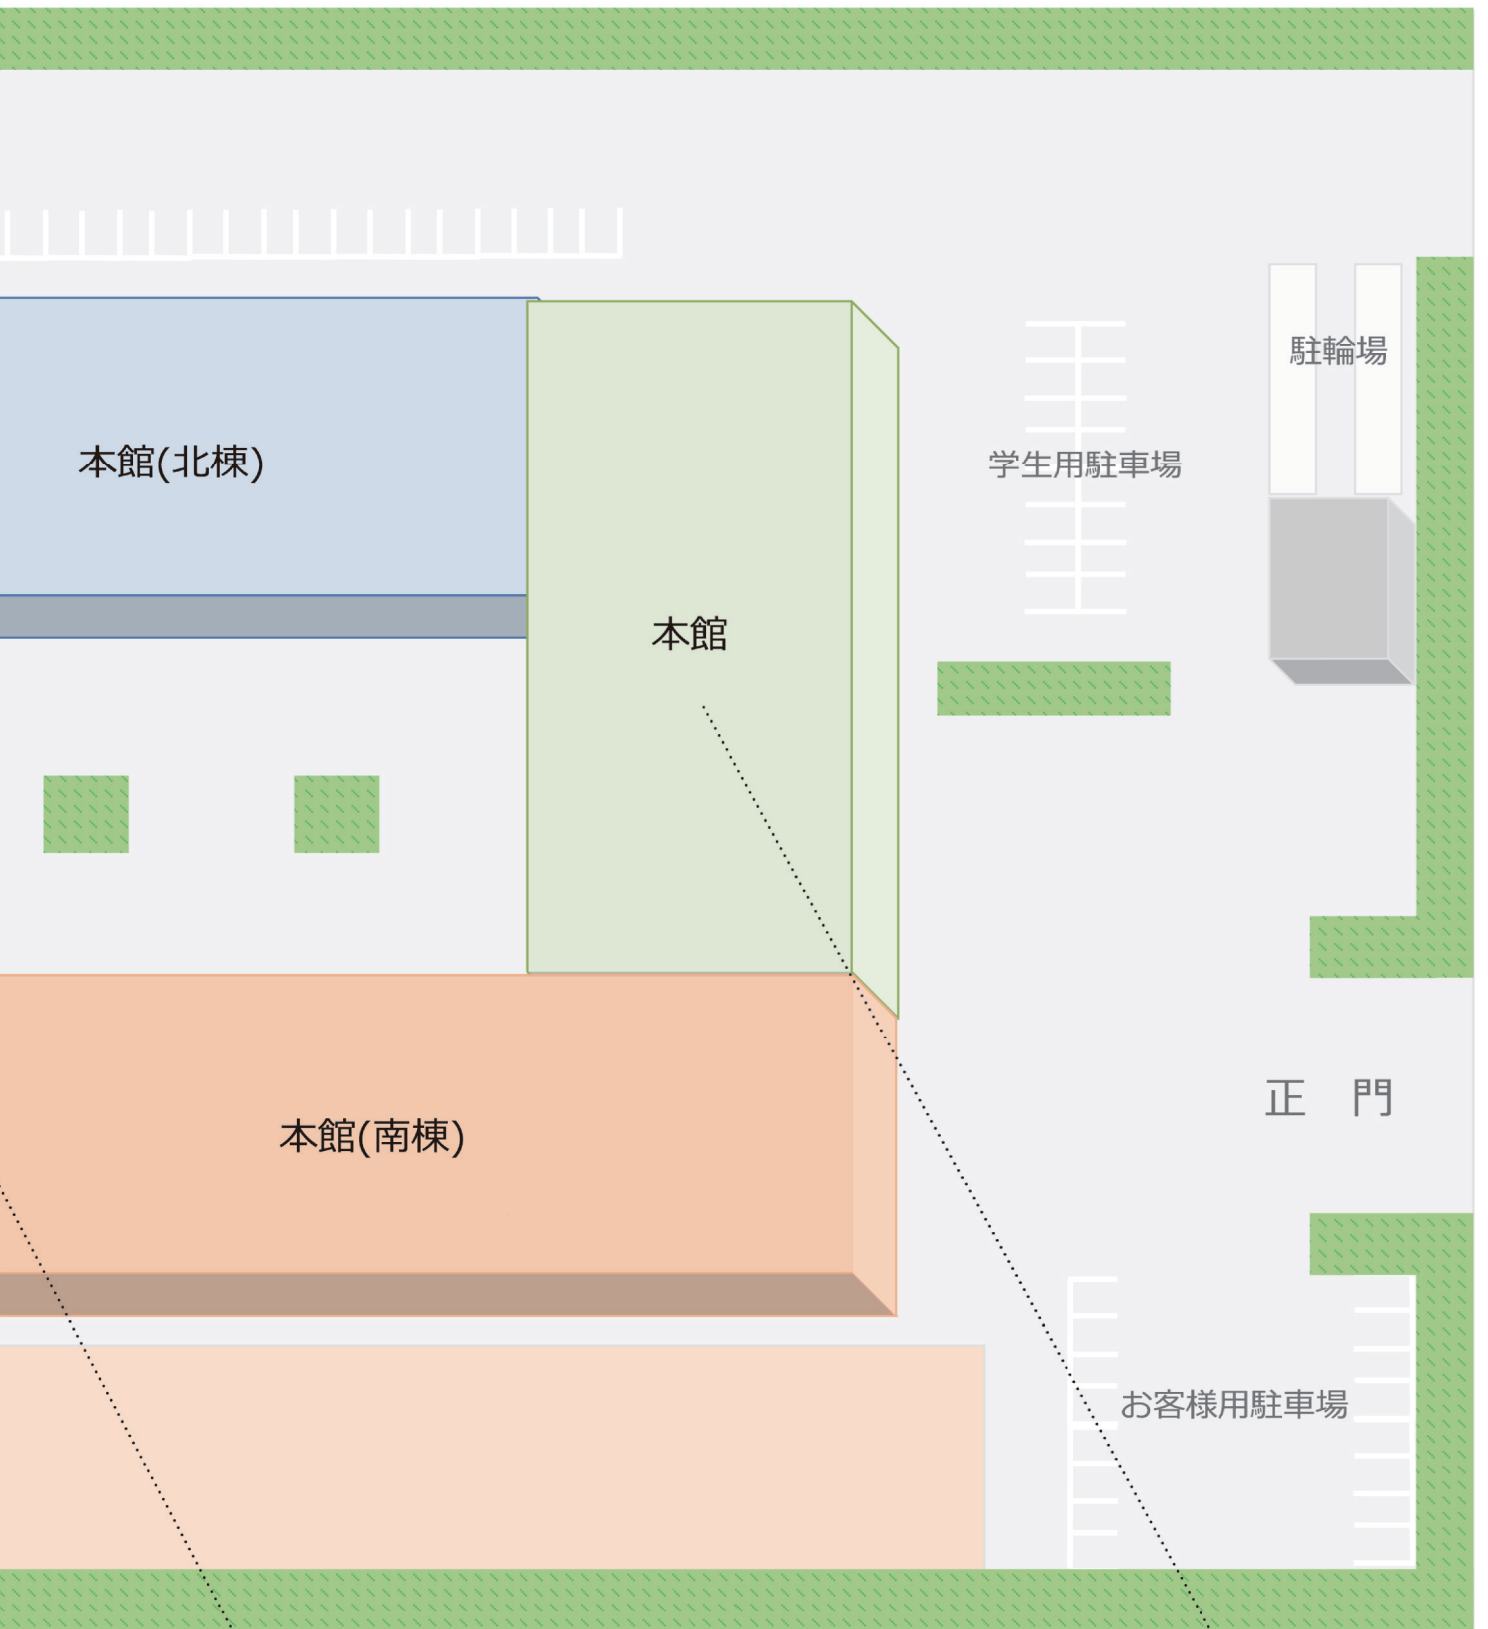 駐輪場
本館(北棟)
学生用駐車場
本館
正　門
本館(南棟)
お客様用駐車場